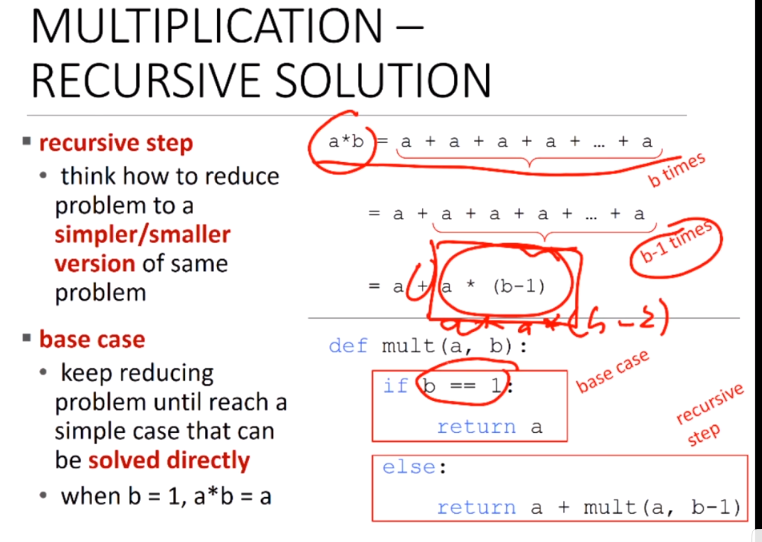 MULTIPLICATION –
RECURSIVE SOLUTION
▪ recursive step
• think how to reduce
problem to a
simpler/smaller
version of same
problem
▪ base case
• keep reducing
problem until reach a
simple case that can
be solved directly
• when b = 1, a*b = a
a*b = a + a + a + a + … + a
b times
= a + a + a + a + … + a
b-1 times
= a + a * (b-1)
a + a*(b-2)
def mult(a, b):
if b == 1:
return a
base case
else:
return a + mult(a, b-1)
recursive
step